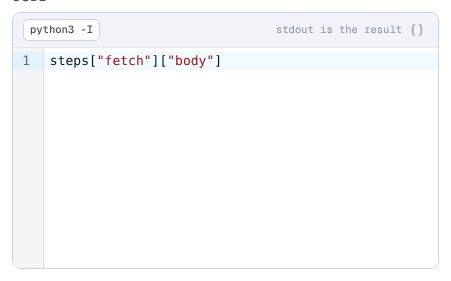 python3 -I
stdout is the result {}
1
steps["fetch"]["body"]